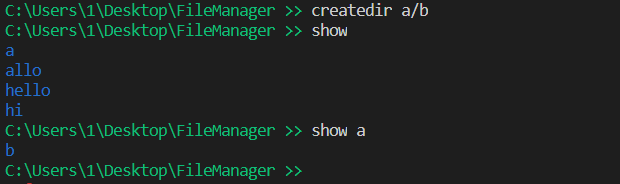 C:\Users\1\Desktop\FileManager >> createdir a/b
C:\Users\1\Desktop\FileManager >> show
a
allo
hello
hi
C:\Users\1\Desktop\FileManager >> show a
b
C:\Users\1\Desktop\FileManager >>